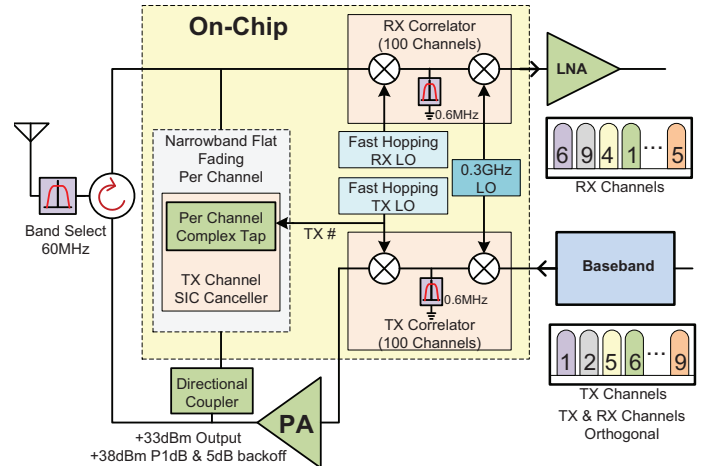 On-Chip
RX Correlator
(100 Channels)
0.6MHz
LNA
Narrowband Flat
Fading
Per Channel
Fast Hopping
RX LO
0.3GHz
LO
Fast Hopping
TX LO
6 9 4 1 ... 5
RX Channels
Band Select
60MHz
Per Channel
Complex Tap
TX #
TX Channel
SIC Canceller
Baseband
0.6MHz
TX Correlator
(100 Channels)
1 2 5 6 ... 9
TX Channels
TX & RX Channels
Orthogonal
Directional
Coupler
PA
+33dBm Output
+38dBm P1dB & 5dB backoff